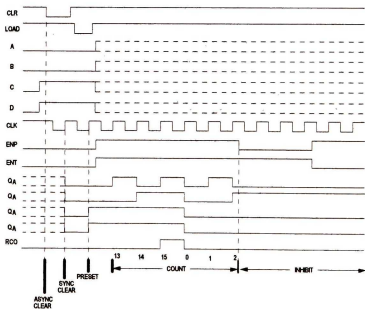 CLR
LOAD
A
B
C
D
CLK
ENP
ENT
QA
QA
QA
QA
RCO
13 14 15 0 1 2
COUNT
INHIBIT
PRESET
SYNC
CLEAR
ASYNC
CLEAR